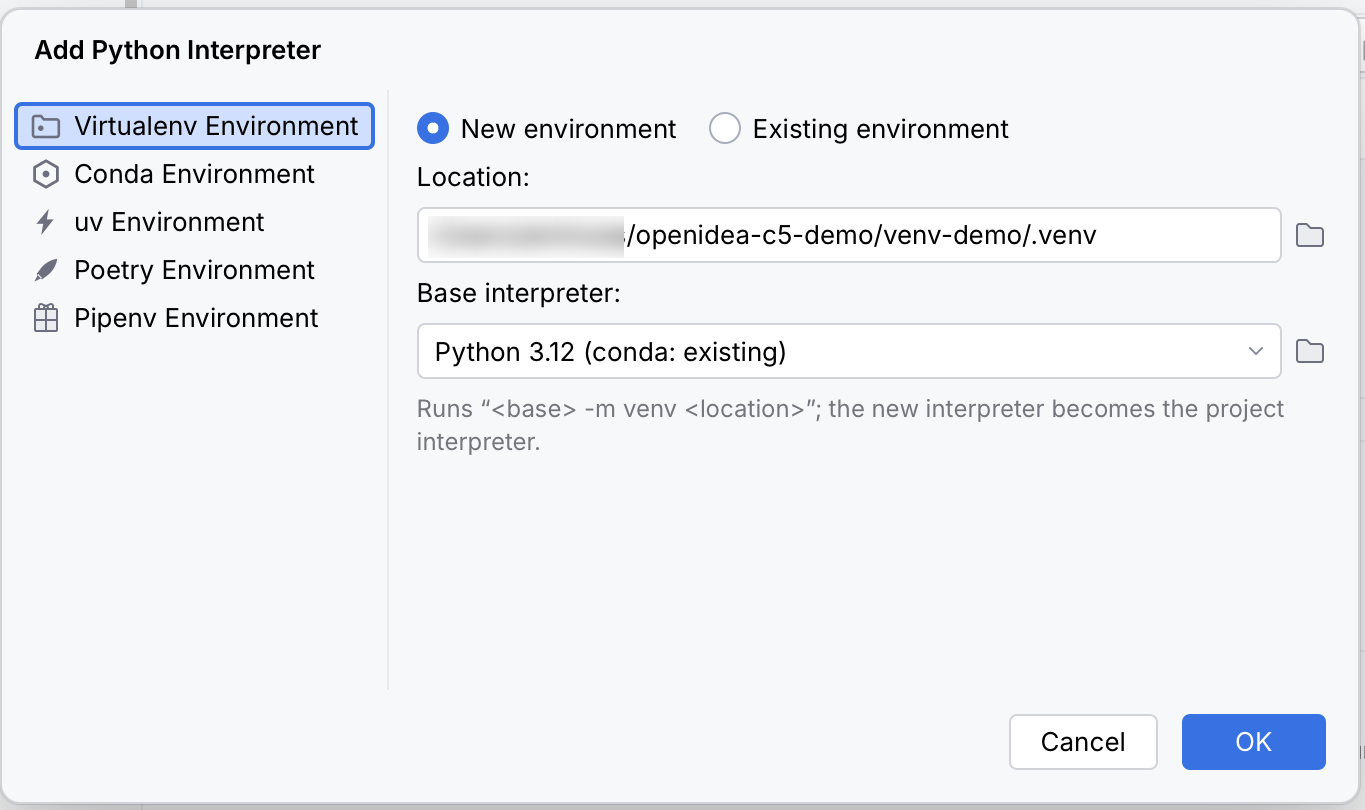 Add Python Interpreter
Virtualenv Environment
Conda Environment
uv Environment
Poetry Environment
Pipenv Environment
New environment
Existing environment
Location:
/openidea-c5-demo/venv-demo/.venv
Base interpreter:
Python 3.12 (conda: existing)
Runs “<base> -m venv <location>”; the new interpreter becomes the project
interpreter.
Cancel
OK